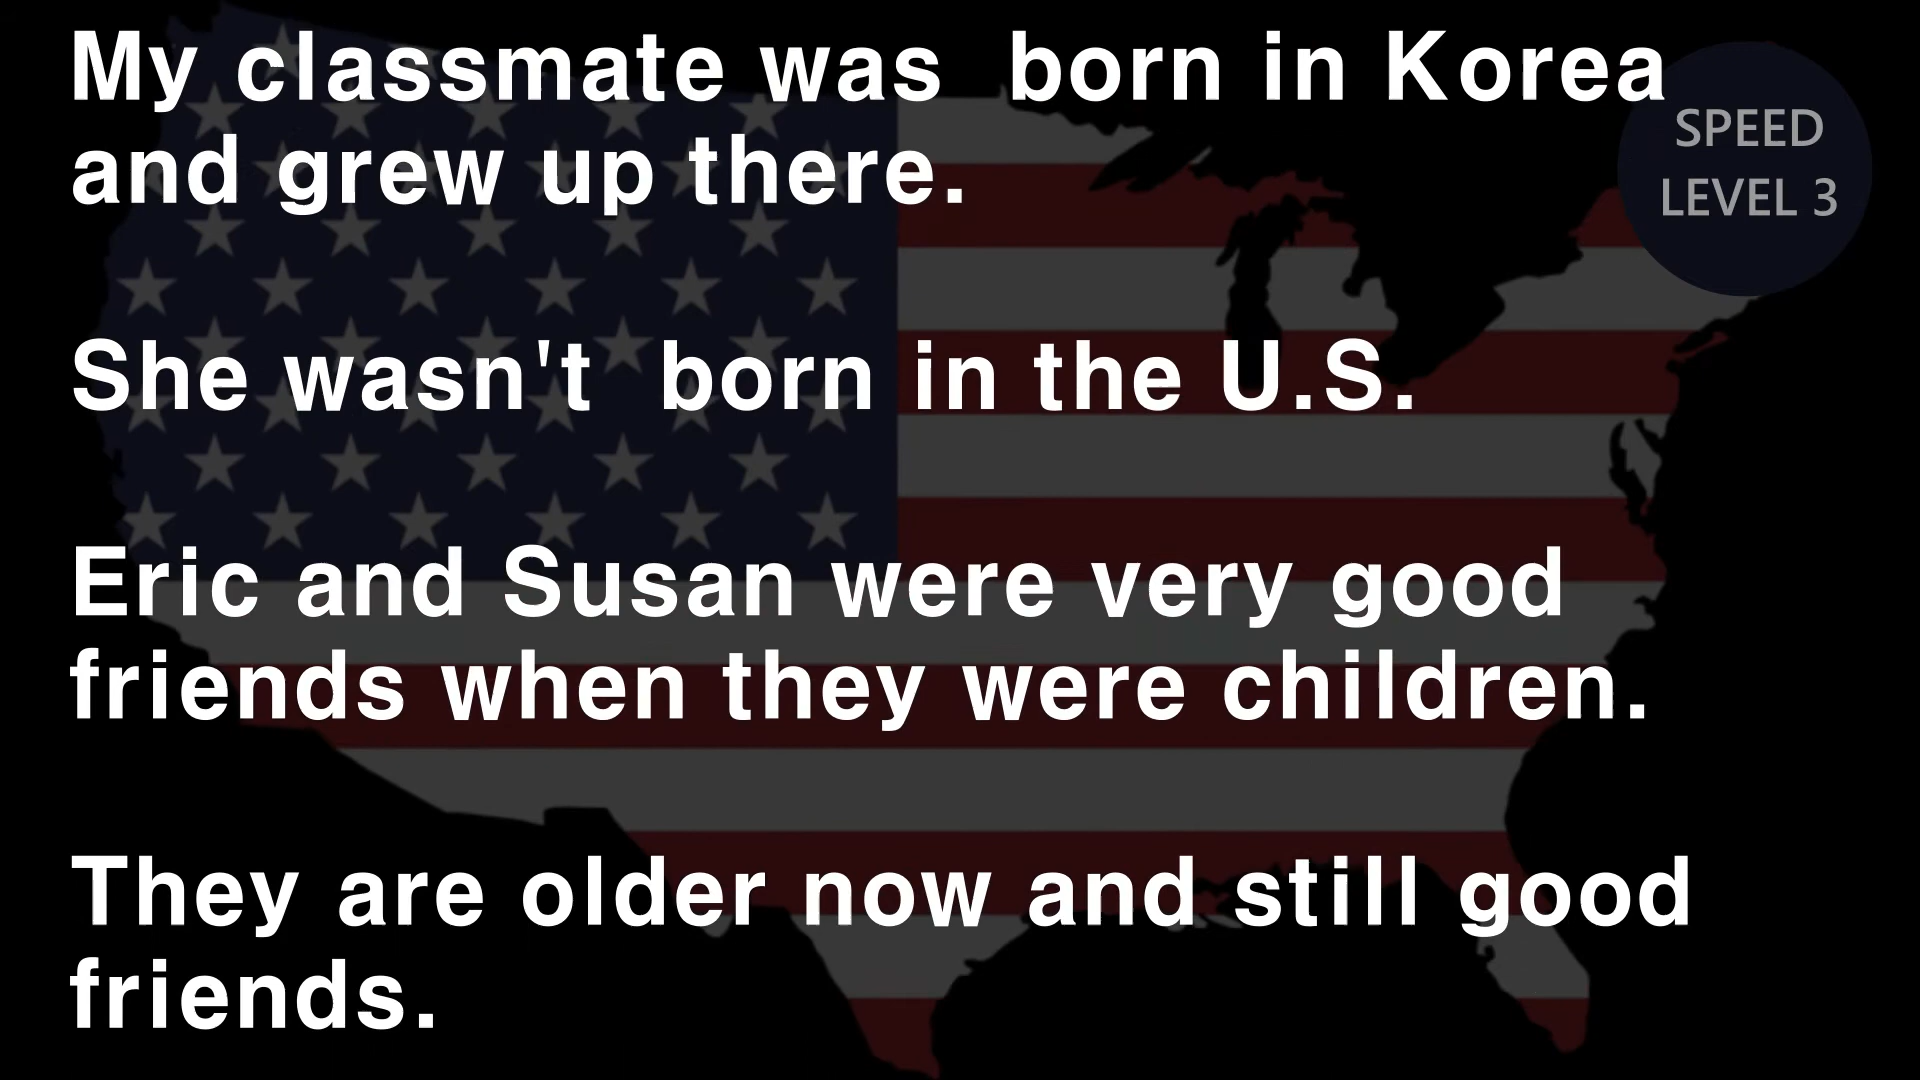 My classmate was  born in Korea
and grew up there.
SPEED
LEVEL 3
She wasn't  born in the U.S.
Eric and Susan were very good
friends when they were children.
They are older now and still good
friends.